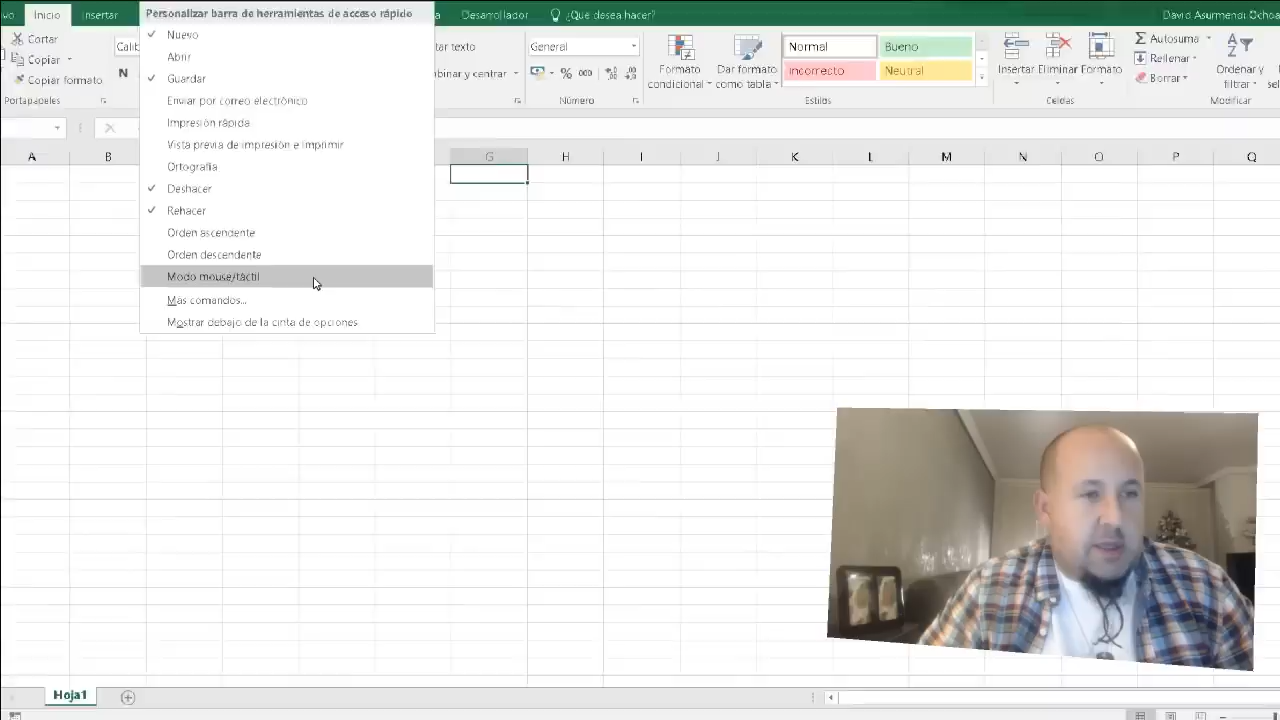 Inicio
Insertar
Desarrollador
¿Qué desea hacer?
David Asurmendi Ochoa
Personalizar barra de herramientas de acceso rápido
Nuevo
Abrir
Guardar
Enviar por correo electrónico
Impresión rápida
Vista previa de impresión e Imprimir
Ortografía
Deshacer
Rehacer
Orden ascendente
Orden descendente
Modo mouse/táctil
Más comandos...
Mostrar debajo de la cinta de opciones
Cortar
Copiar
Copiar formato
Portapapeles
Calib
N
tar texto
binar y centrar
General
% 000
Número
Formato condicional
Dar formato como tabla
Normal
Bueno
Incorrecto
Neutral
Estilos
Insertar
Eliminar
Formato
Celdas
Autosuma
Rellenar
Borrar
Ordenar y filtrar
Modificar
A B G H I J K L M N O P Q
Hoja1